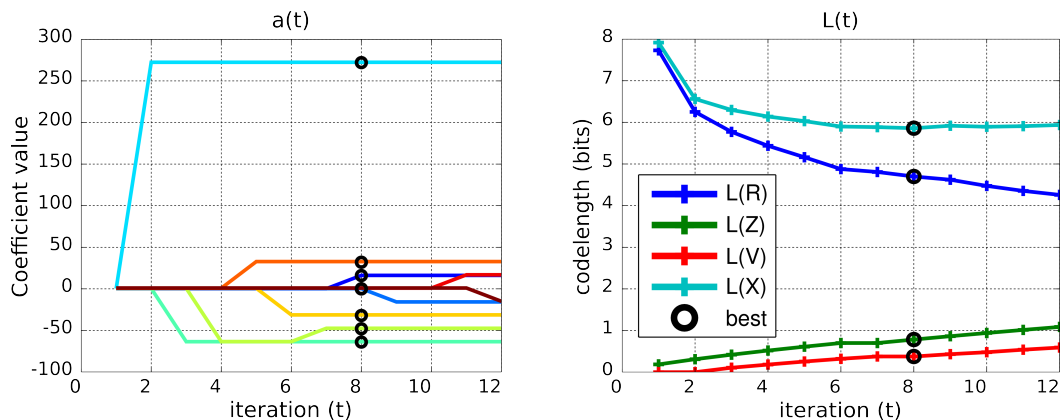 a(t)
300
250
200
150
100
50
0
-50
-100
Coefficient value
0 2 4 6 8 10 12
iteration (t)
L(t)
8
7
6
5
4
3
2
1
0
codelength (bits)
L(R)
L(Z)
L(V)
L(X)
best
0 2 4 6 8 10 12
iteration (t)